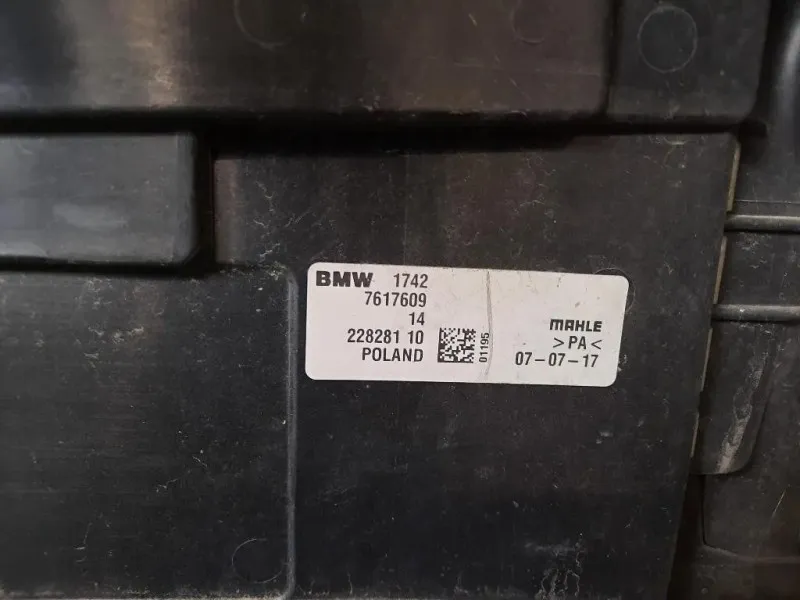 BMW 1742
7617609
14
228281 10
POLAND
01195
MAHLE
>PA<
07-07-17